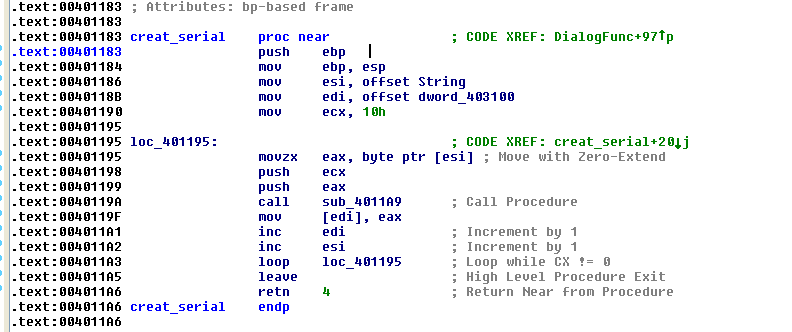 .text:00401183 ; Attributes: bp-based frame
.text:00401183
.text:00401183 creat_serial proc near ; CODE XREF: DialogFunc+97↑p
.text:00401183 push ebp
.text:00401184 mov ebp, esp
.text:00401186 mov esi, offset String
.text:0040118B mov edi, offset dword_403100
.text:00401190 mov ecx, 10h
.text:00401195
.text:00401195 loc_401195: ; CODE XREF: creat_serial+20↓j
.text:00401195 movzx eax, byte ptr [esi] ; Move with Zero-Extend
.text:00401198 push ecx
.text:00401199 push eax
.text:0040119A call sub_4011A9 ; Call Procedure
.text:0040119F mov [edi], eax
.text:004011A1 inc edi ; Increment by 1
.text:004011A2 inc esi ; Increment by 1
.text:004011A3 loop loc_401195 ; Loop while CX != 0
.text:004011A5 leave ; High Level Procedure Exit
.text:004011A6 retn 4 ; Return Near from Procedure
.text:004011A6 creat_serial endp
.text:004011A6